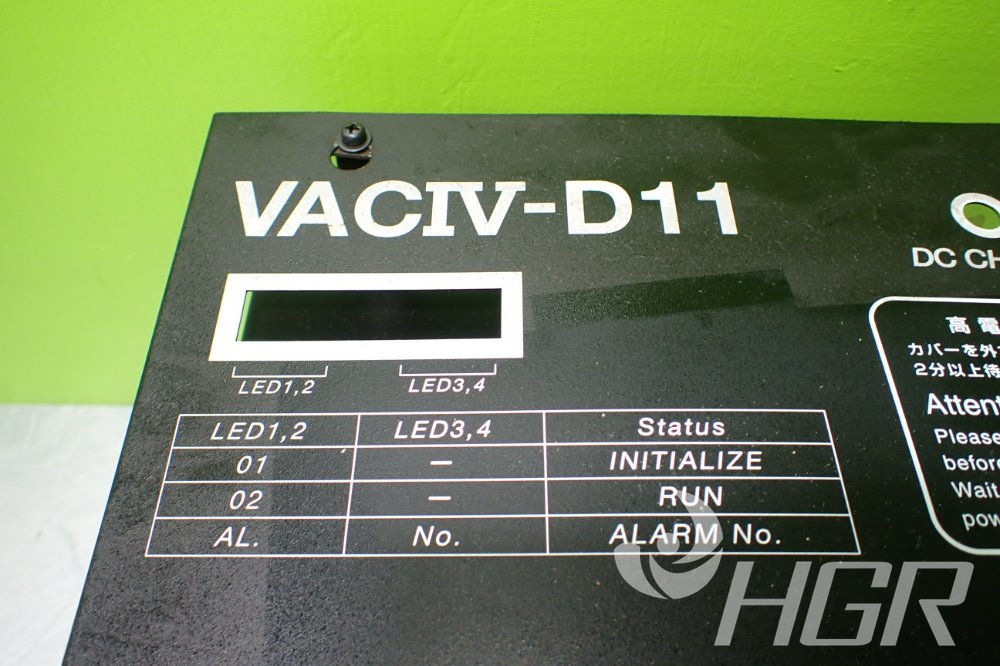 VACIV-D11
DC CH
LED1,2 LED3,4
LED1,2 LED3,4 Status
01 – INITIALIZE
02 – RUN
AL. No. ALARM No.
高電
カバーを外
2分以上待
Attent
Please
before
Wait
pow
HGR